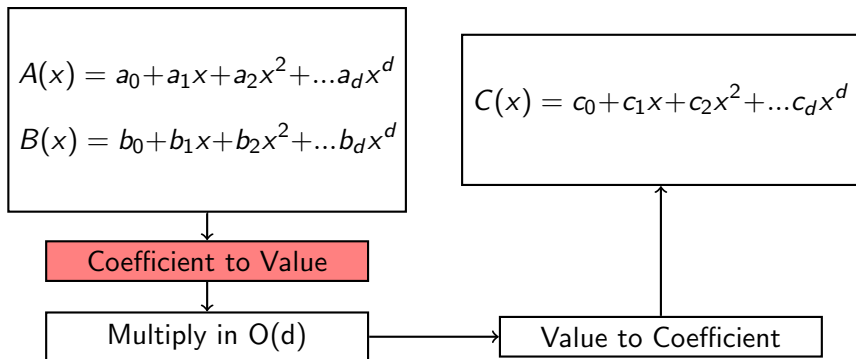 A(x) = a₀+a₁x+a₂x²+...a_dx^d
B(x) = b₀+b₁x+b₂x²+...b_dx^d
C(x) = c₀+c₁x+c₂x²+...c_dx^d
Coefficient to Value
Multiply in O(d)
Value to Coefficient